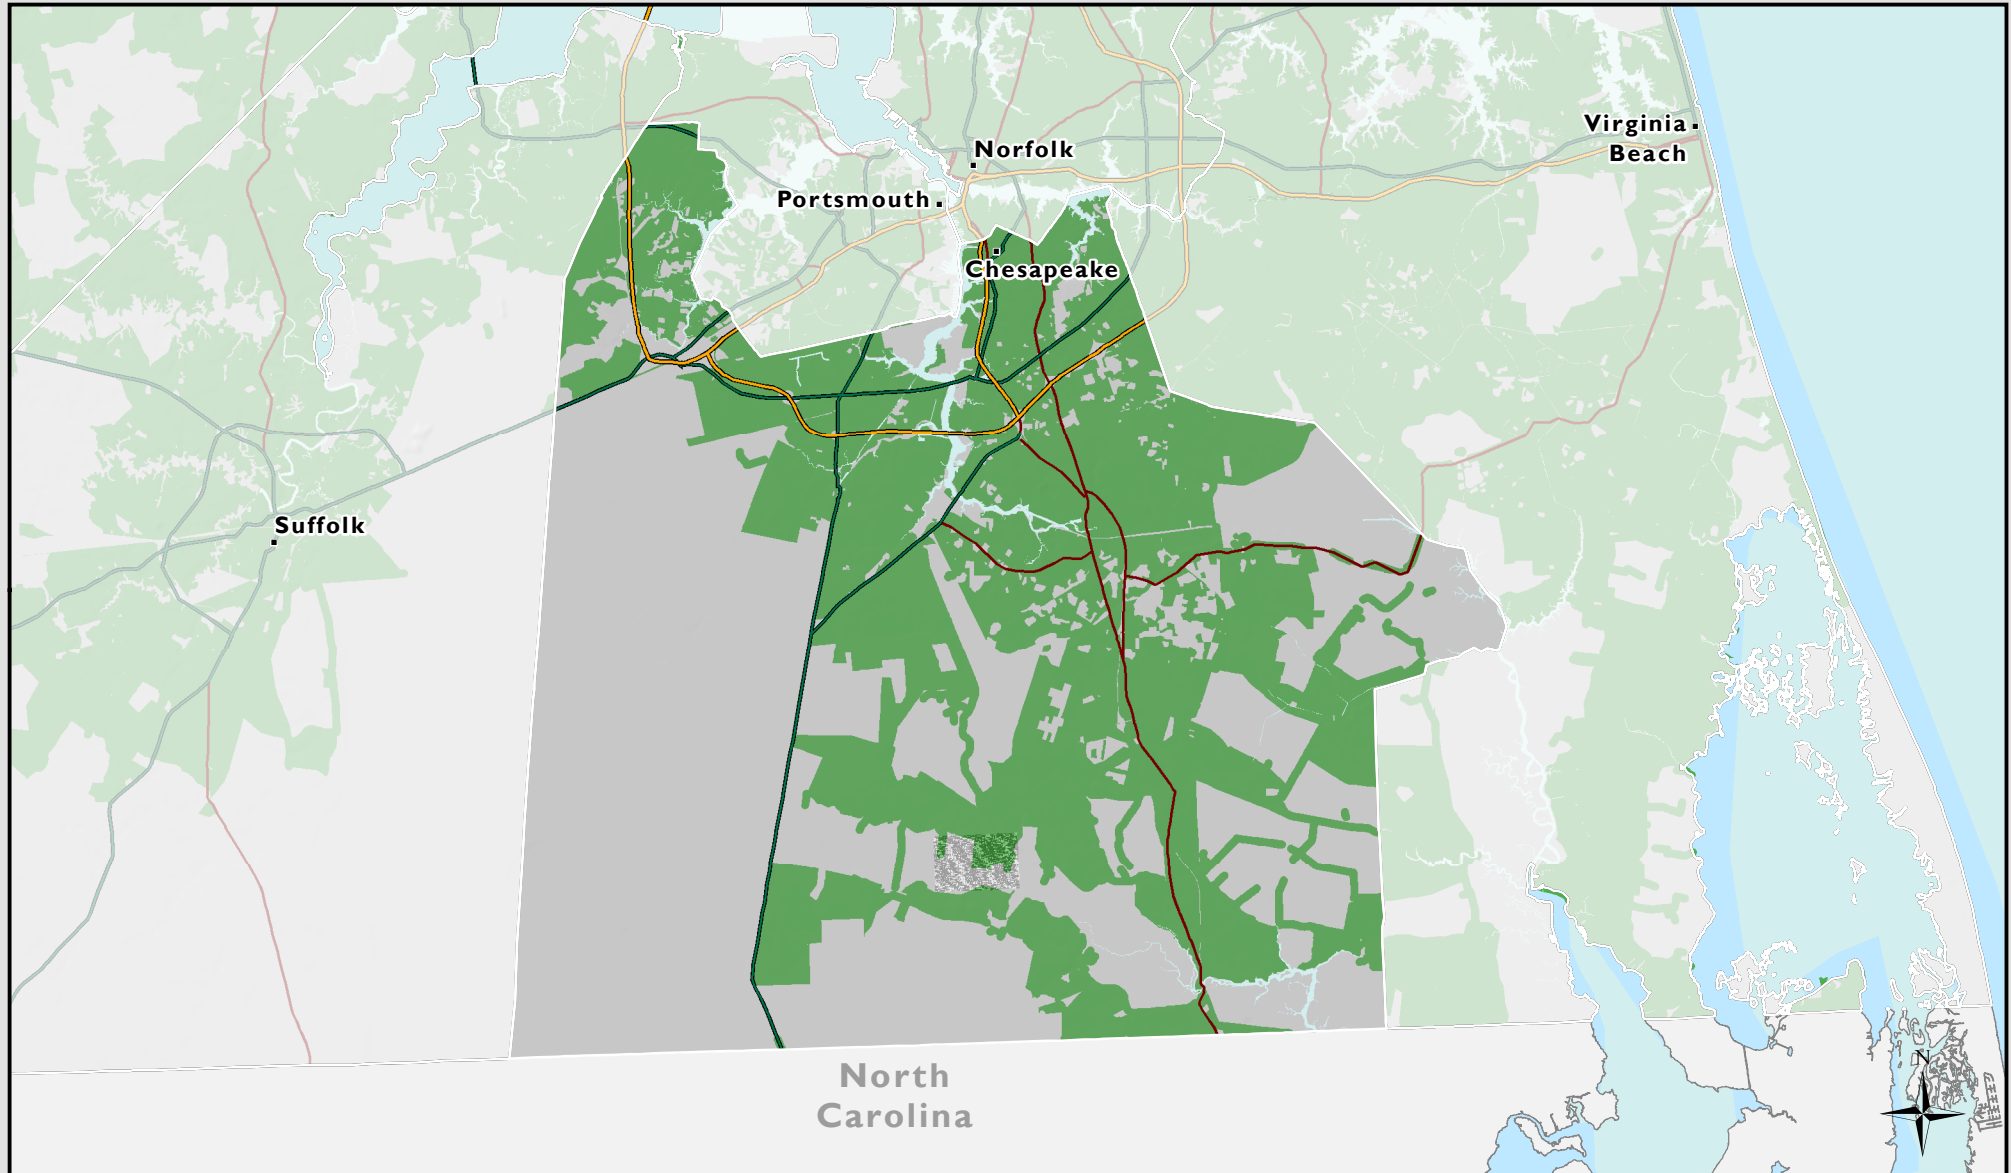 Virginia
Beach
Norfolk
Portsmouth
Chesapeake
Suffolk
North
Carolina
N